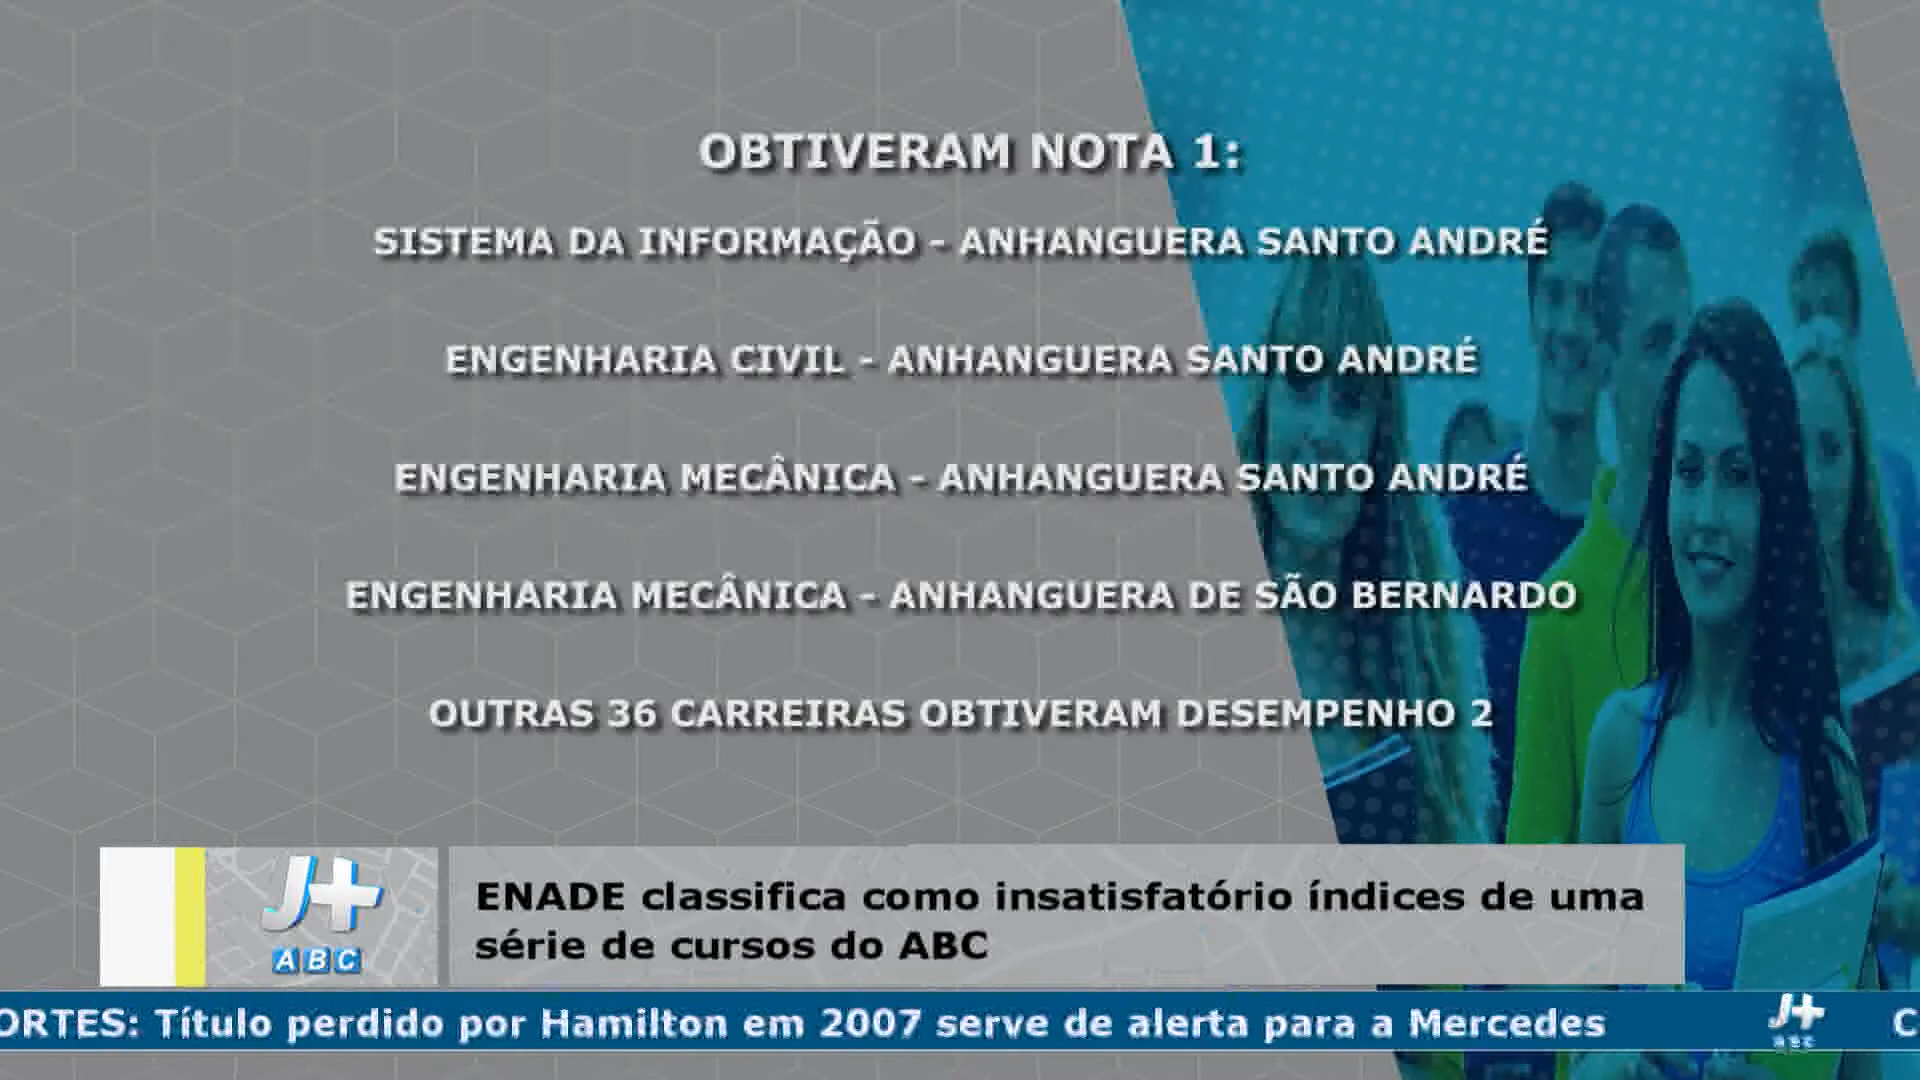 OBTIVERAM NOTA 1:
SISTEMA DA INFORMAÇÃO - ANHANGUERA SANTO ANDRÉ
ENGENHARIA CIVIL - ANHANGUERA SANTO ANDRÉ
ENGENHARIA MECÂNICA - ANHANGUERA SANTO ANDRÉ
ENGENHARIA MECÂNICA - ANHANGUERA DE SÃO BERNARDO
OUTRAS 36 CARREIRAS OBTIVERAM DESEMPENHO 2
J+
ABC
ENADE classifica como insatisfatório índices de uma
série de cursos do ABC
ORTES: Título perdido por Hamilton em 2007 serve de alerta para a Mercedes J+ ABC C